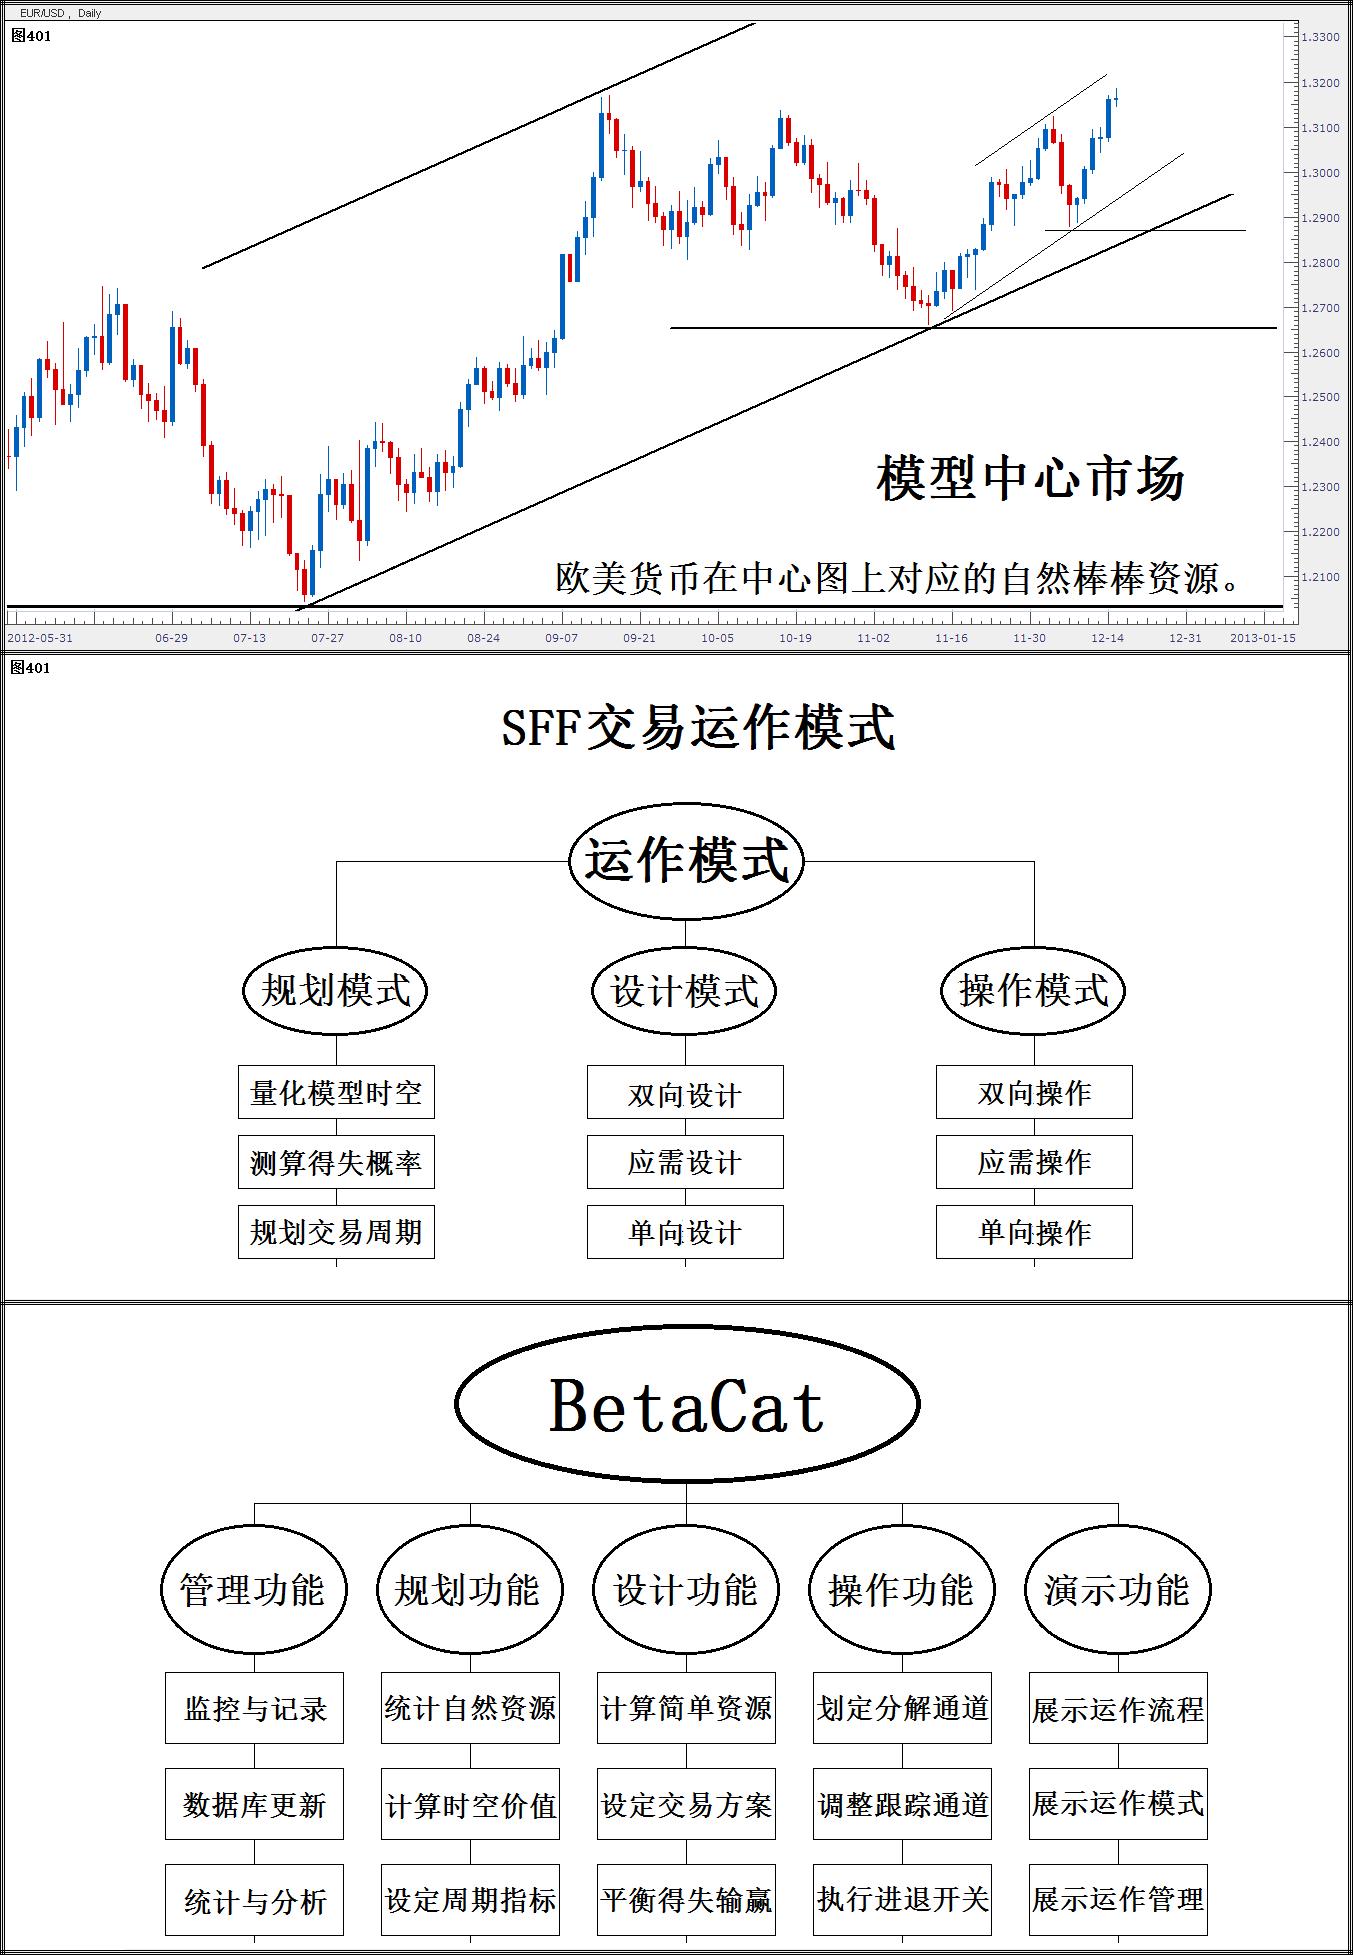 EUR/USD , Daily
图401
1.3300
1.3200
1.3100
1.3000
1.2900
1.2800
1.2700
1.2600
1.2500
1.2400
1.2300
1.2200
1.2100
模型中心市场
欧美货币在中心图上对应的自然棒棒资源。
2012-05-31 06-29 07-13 07-27 08-10 08-24 09-07 09-21 10-05 10-19 11-02 11-16 11-30 12-14 12-31 2013-01-15
图401
SFF交易运作模式
运作模式
规划模式 设计模式 操作模式
量化模型时空 双向设计 双向操作
测算得失概率 应需设计 应需操作
规划交易周期 单向设计 单向操作
BetaCat
管理功能 规划功能 设计功能 操作功能 演示功能
监控与记录 统计自然资源 计算简单资源 划定分解通道 展示运作流程
数据库更新 计算时空价值 设定交易方案 调整跟踪通道 展示运作模式
统计与分析 设定周期指标 平衡得失输赢 执行进退开关 展示运作管理